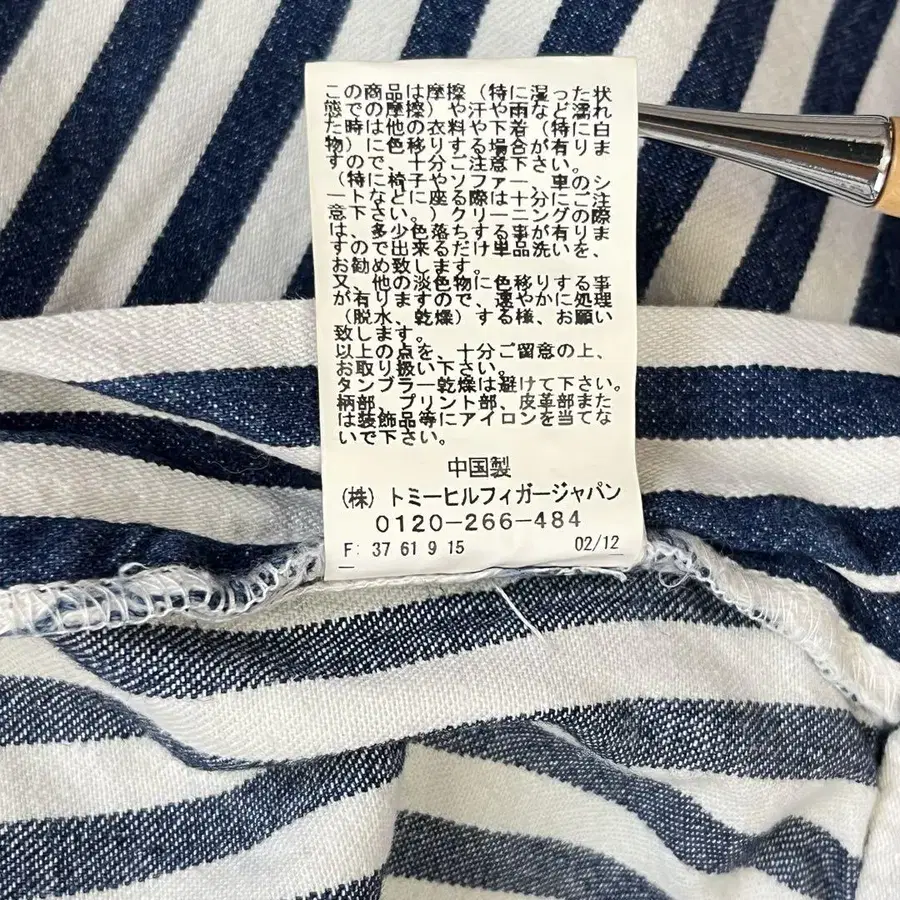 この商品は摩擦（特に湿った状
態での摩擦）や汗や雨など濡れ
た時は他の衣料や下着（特に白
物）に色移りする場合が有りま
すので、十分ご注意下さい。
（特に椅子やソファー、車のシ
ートなどに座る際は十分にご注
意下さい。）クリーニングの際
は、多少色落ちする事が有りま
すので出来るだけ単品洗いを、
お勧め致します。
又、他の淡色物に色移りする事
が有りますので、速やかに処理
（脱水、乾燥）する様、お願い
致します。
以上の点を、十分ご留意の上、
お取り扱い下さい。
タンブラー乾燥は避けて下さい。
柄部、プリント部、皮革部また
は装飾品等にアイロンを当てな
いで下さい。
中国製
（株）トミーヒルフィガージャパン
0120-266-484
F: 37 61 9 15 02/12